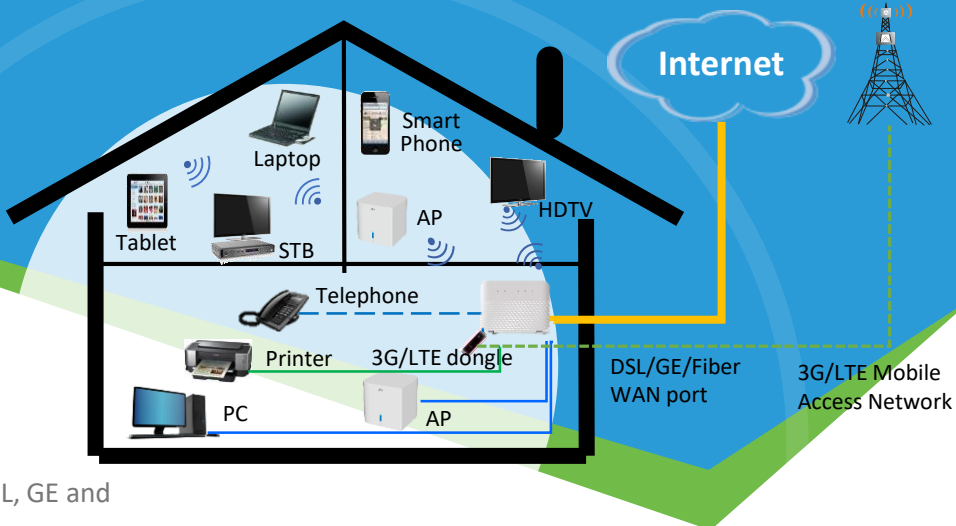 Internet
Smart
Phone
Laptop
AP
HDTV
Tablet
STB
Telephone
Printer
3G/LTE dongle
DSL/GE/Fiber
WAN port
3G/LTE Mobile
Access Network
PC
AP
L, GE and